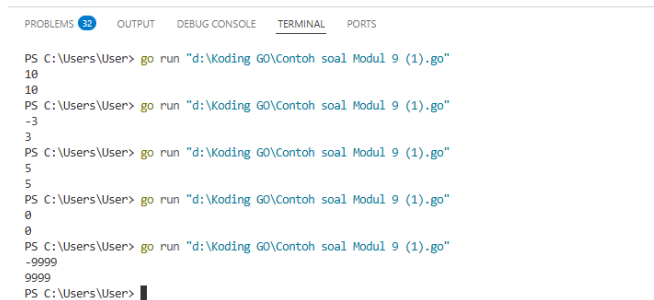 PROBLEMS 32 OUTPUT DEBUG CONSOLE TERMINAL PORTS
PS C:\Users\User> go run "d:\Koding GO\Contoh soal Modul 9 (1).go"
10
10
PS C:\Users\User> go run "d:\Koding GO\Contoh soal Modul 9 (1).go"
-3
3
PS C:\Users\User> go run "d:\Koding GO\Contoh soal Modul 9 (1).go"
5
5
PS C:\Users\User> go run "d:\Koding GO\Contoh soal Modul 9 (1).go"
0
0
PS C:\Users\User> go run "d:\Koding GO\Contoh soal Modul 9 (1).go"
-9999
9999
PS C:\Users\User>